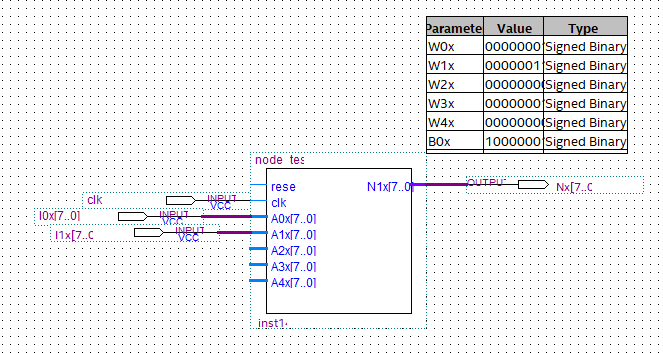 Paramete Value Type
W0x 0000000 Signed Binary
W1x 0000001 Signed Binary
W2x 0000000 Signed Binary
W3x 0000000 Signed Binary
W4x 0000000 Signed Binary
B0x 1000000 Signed Binary
node_tes
rese
N1x[7..0]
OUTPUT
Nx[7..0
clk
INPUT
VCC
clk
I0x[7..0]
INPUT
VCC
A0x[7..0]
I1x[7..0
INPUT
VCC
A1x[7..0]
A2x[7..0]
A3x[7..0]
A4x[7..0]
inst1